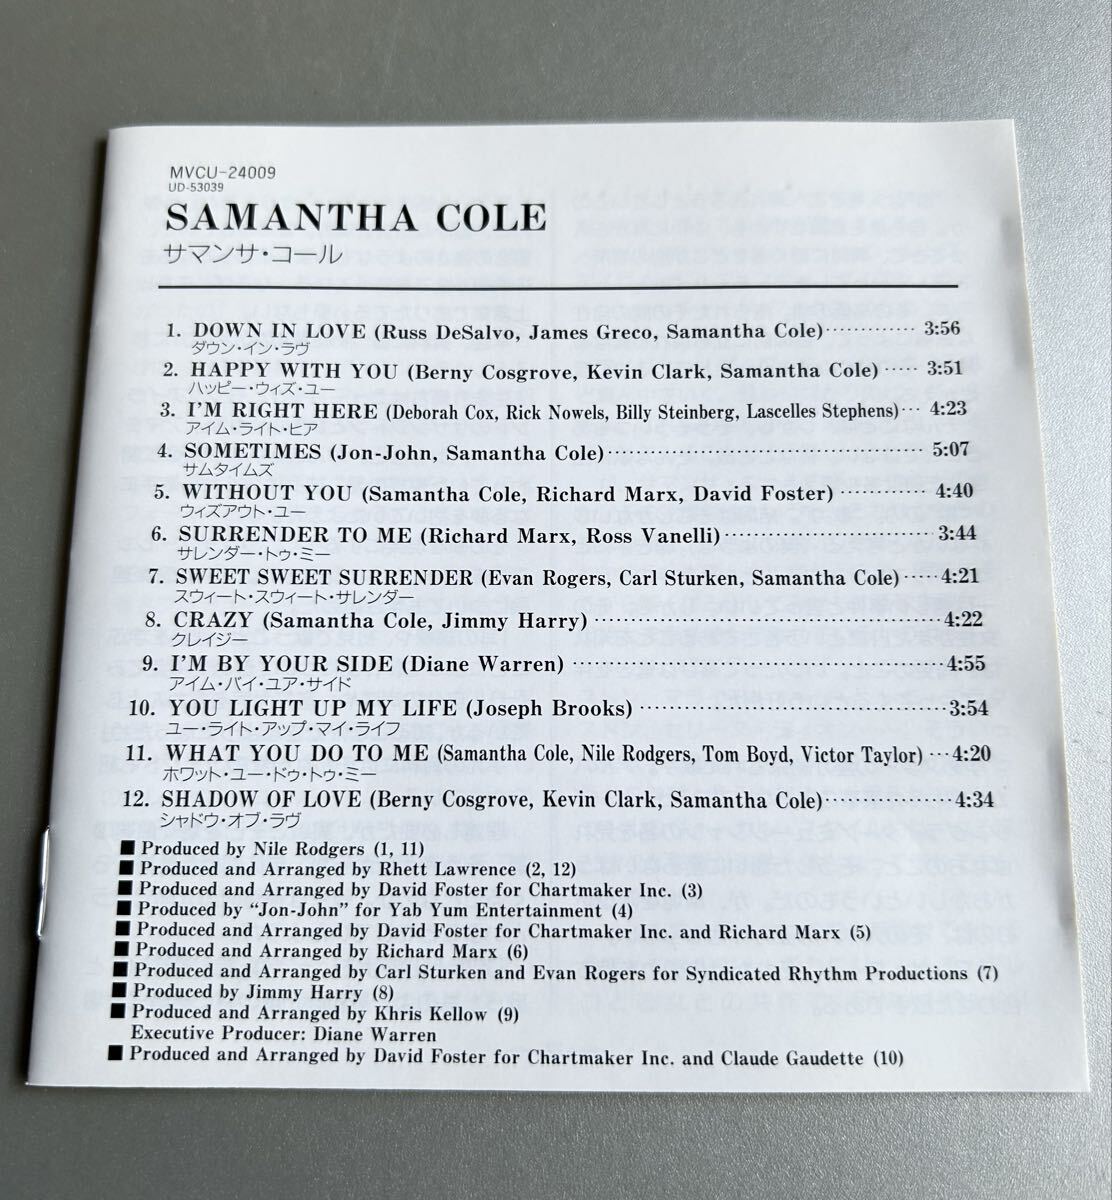 MVCU-24009
UD-53039
SAMANTHA COLE
サマンサ・コール
1. DOWN IN LOVE (Russ DeSalvo, James Greco, Samantha Cole)············ 3:56
ダウン・イン・ラヴ
2. HAPPY WITH YOU (Berny Cosgrove, Kevin Clark, Samantha Cole)····· 3:51
ハッピー・ウィズ・ユー
3. I'M RIGHT HERE (Deborah Cox, Rick Nowels, Billy Steinberg, Lascelles Stephens)··· 4:23
アイム・ライト・ヒア
4. SOMETIMES (Jon-John, Samantha Cole)······································ 5:07
サムタイムズ
5. WITHOUT YOU (Samantha Cole, Richard Marx, David Foster) ··········· 4:40
ウィズアウト・ユー
6. SURRENDER TO ME (Richard Marx, Ross Vanelli)··························· 3:44
サレンダー・トゥ・ミー
7. SWEET SWEET SURRENDER (Evan Rogers, Carl Sturken, Samantha Cole)····· 4:21
スウィート・スウィート・サレンダー
8. CRAZY (Samantha Cole, Jimmy Harry)·········································· 4:22
クレイジー
9. I'M BY YOUR SIDE (Diane Warren) ············································· 4:55
アイム・バイ・ユア・サイド
10. YOU LIGHT UP MY LIFE (Joseph Brooks) ····································· 3:54
ユー・ライト・アップ・マイ・ライフ
11. WHAT YOU DO TO ME (Samantha Cole, Nile Rodgers, Tom Boyd, Victor Taylor) ··· 4:20
ホワット・ユー・ドゥ・トゥ・ミー
12. SHADOW OF LOVE (Berny Cosgrove, Kevin Clark, Samantha Cole)················ 4:34
シャドウ・オブ・ラヴ
■ Produced by Nile Rodgers (1, 11)
■ Produced and Arranged by Rhett Lawrence (2, 12)
■ Produced and Arranged by David Foster for Chartmaker Inc. (3)
■ Produced by “Jon-John” for Yab Yum Entertainment (4)
■ Produced and Arranged by David Foster for Chartmaker Inc. and Richard Marx (5)
■ Produced and Arranged by Richard Marx (6)
■ Produced and Arranged by Carl Sturken and Evan Rogers for Syndicated Rhythm Productions (7)
■ Produced by Jimmy Harry (8)
■ Produced and Arranged by Khris Kellow (9)
Executive Producer: Diane Warren
■ Produced and Arranged by David Foster for Chartmaker Inc. and Claude Gaudette (10)